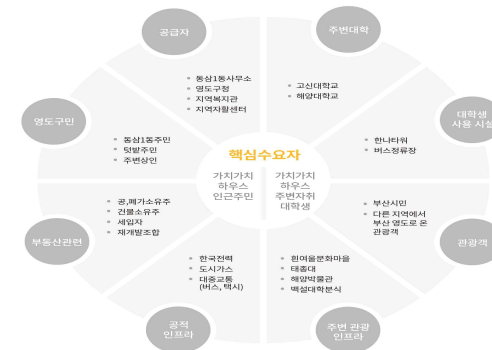 공급자
• 동삼1동사무소
• 영도구청
• 지역복지관
• 지역자활센터
주변대학
• 고신대학교
• 해양대학교
영도구민
• 동삼1동주민
• 텃밭주민
• 주변상인
대학생
사용 시설
• 한나타워
• 버스정류장
핵심수요자
가치가치
하우스
인근주민
가치가치
하우스
주변자취
대학생
부동산관련
• 공,폐가소유주
• 건물소유주
• 세입자
• 재개발조합
관광객
• 부산시민
• 다른 지역에서
부산 영도로 온
관광객
공적
인프라
• 한국전력
• 도시가스
• 대중교통
(버스, 택시)
주변 관광
인프라
• 흰여울문화마을
• 태종대
• 해양박물관
• 백설대학분식